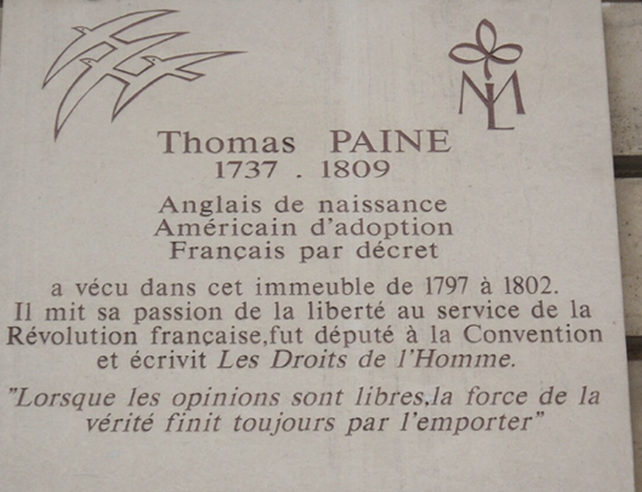 NLM
Thomas PAINE
1737 . 1809
Anglais de naissance
Américain d'adoption
Français par décret
a vécu dans cet immeuble de 1797 à 1802.
Il mit sa passion de la liberté au service de la
Révolution française,fut député à la Convention
et écrivit Les Droits de l'Homme.
"Lorsque les opinions sont libres,la force de la
vérité finit toujours par l'emporter"